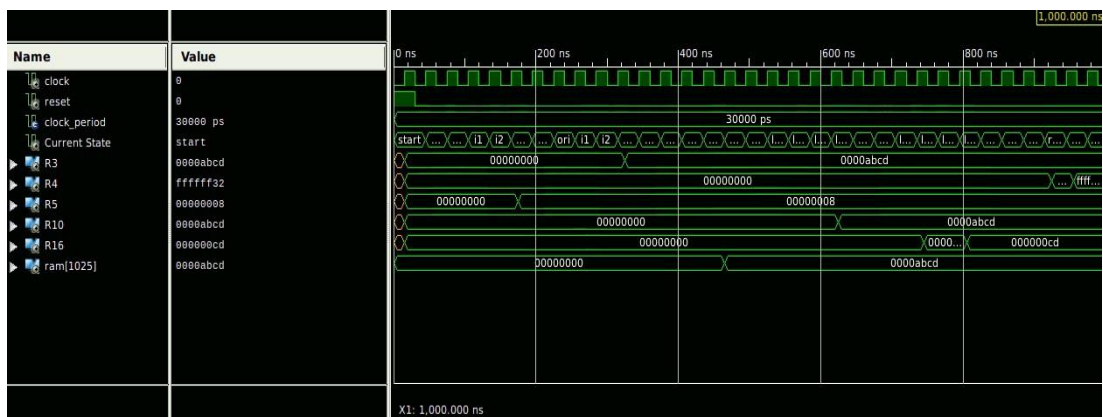 1,000.000 ns
Name Value
0 ns 200 ns 400 ns 600 ns 800 ns
clock 0
reset 0
clock_period 30000 ps 30000 ps
Current State start start ... ... i1 i2 ... ... ori i1 i2 ... ... ... ... ... ... ... l... l... l... l... ... ... l... l... l... l... ... ... ... r... ... ...
R3 0000abcd 00000000 0000abcd
R4 ffffff32 00000000 ... ffff...
R5 00000008 00000000 00000008
R10 0000abcd 00000000 0000abcd
R16 000000cd 00000000 0000... 000000cd
ram[1025] 0000abcd 00000000 0000abcd
X1: 1,000.000 ns